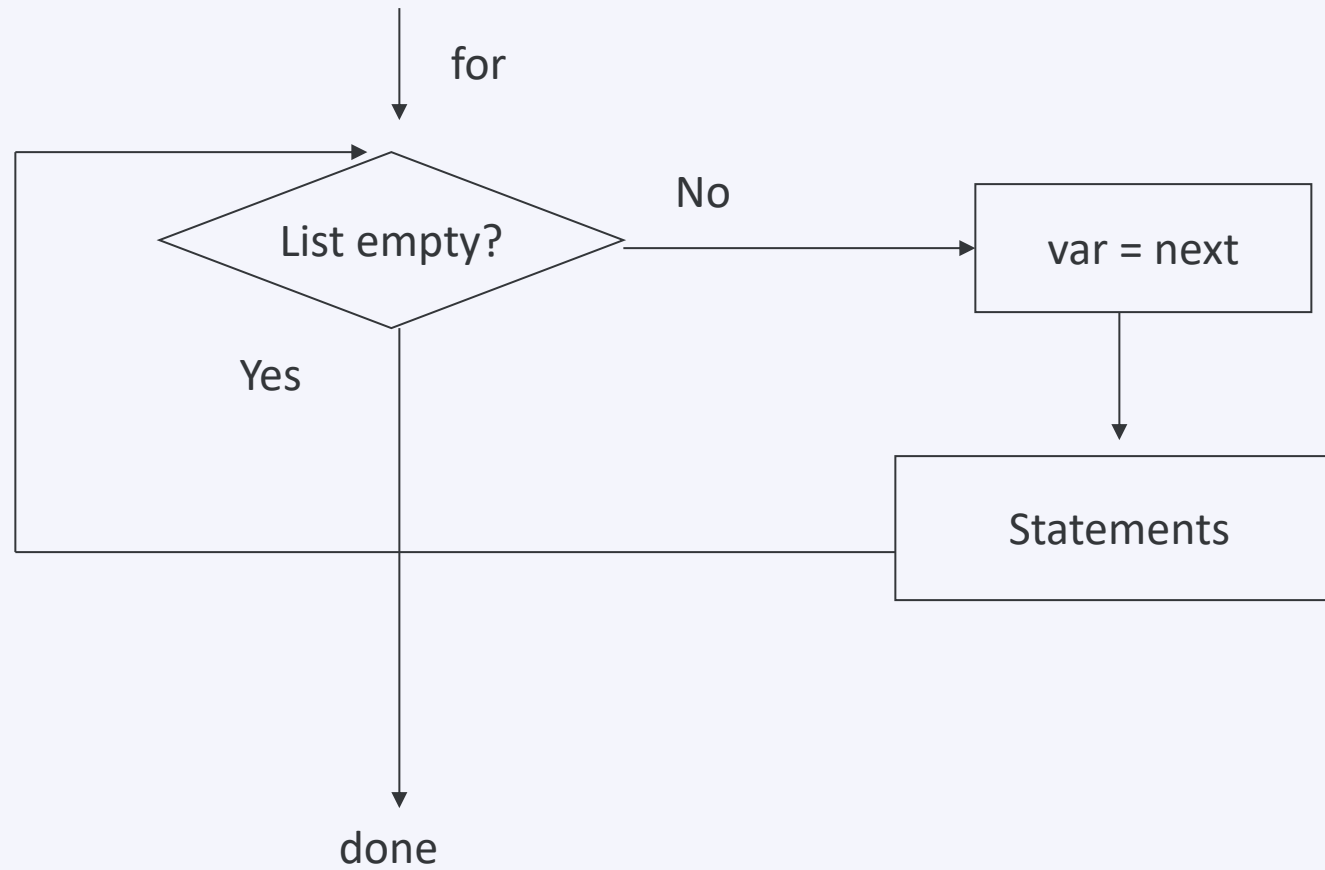 for
No
List empty?
var = next
Yes
Statements
done